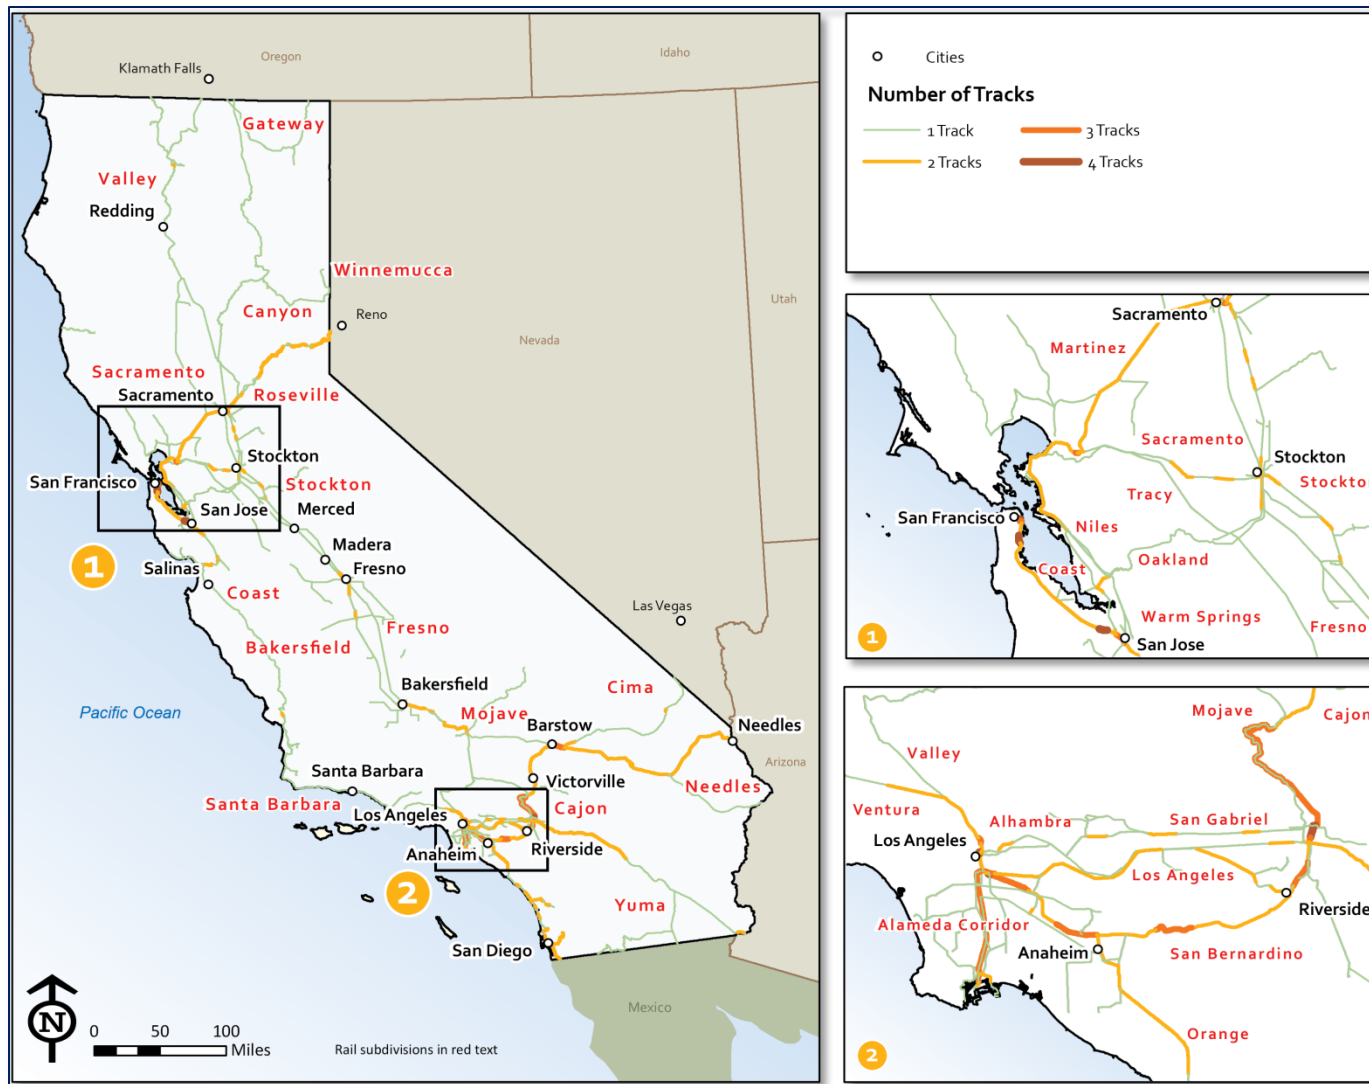 Oregon
Idaho
Klamath Falls
Gateway
Valley
Redding
Winnemucca
Canyon
Reno
Utah
Nevada
Sacramento
Sacramento
Roseville
Stockton
San Francisco
Stockton
San Jose
Merced
Madera
1
Salinas
Fresno
Coast
Las Vegas
Fresno
Bakersfield
Cima
Bakersfield
Pacific Ocean
Mojave
Barstow
Needles
Arizona
Santa Barbara
Victorville
Needles
Santa Barbara
Cajon
Los Angeles
Anaheim
Riverside
2
Yuma
San Diego
N
Mexico
0 50 100
Miles
Rail subdivisions in red text
Cities
Number of Tracks
1 Track
3 Tracks
2 Tracks
4 Tracks
Sacramento
Martinez
Sacramento
Stockton
Stockton
Tracy
San Francisco
Niles
Oakland
Coast
Warm Springs
Fresno
1
San Jose
Mojave
Cajon
Valley
Ventura
Alhambra
San Gabriel
Los Angeles
Los Angeles
Riverside
Alameda Corridor
Anaheim
San Bernardino
Orange
2